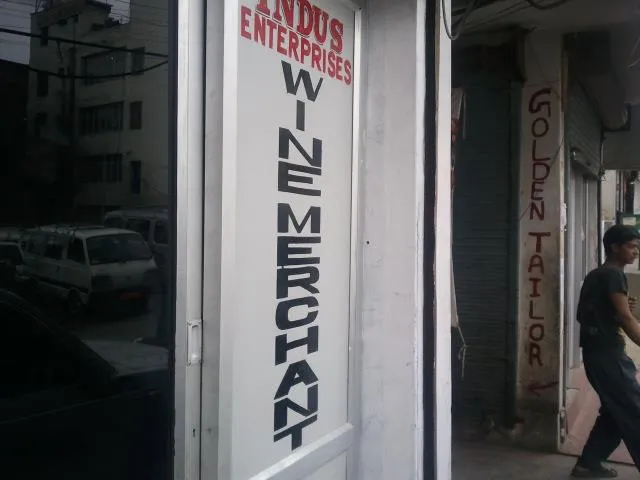 INDUS
ENTERPRISES
WINE MERCHANT
GOLDEN TAILOR